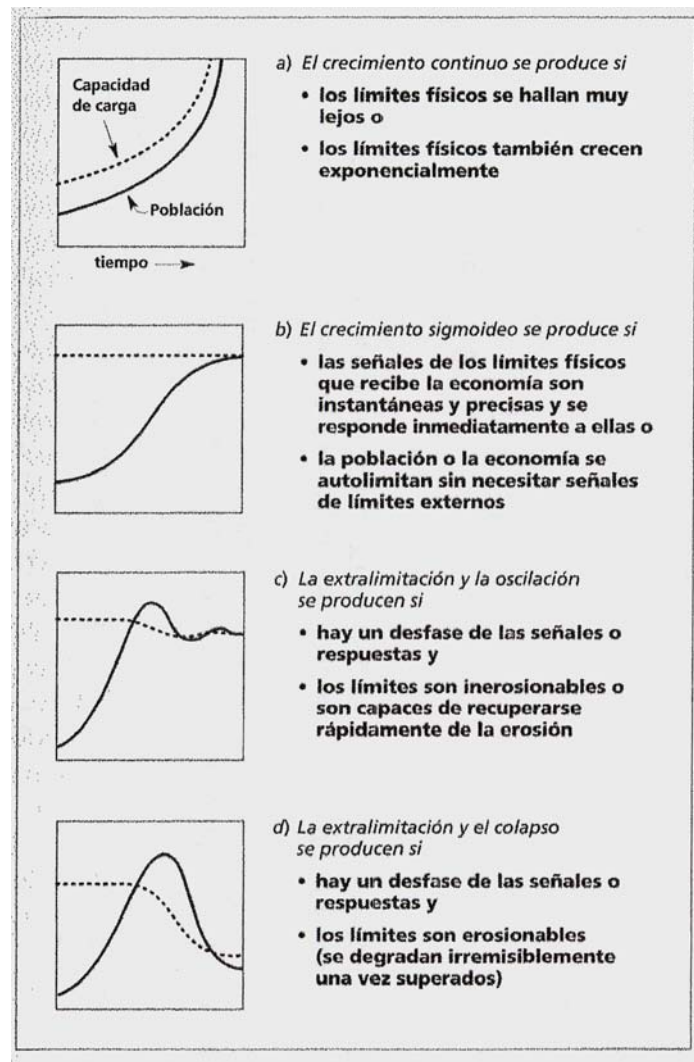 Capacidad
de carga
Población
tiempo
a) El crecimiento continuo se produce si
• los límites físicos se hallan muy
lejos o
• los límites físicos también crecen
exponencialmente
b) El crecimiento sigmoideo se produce si
• las señales de los límites físicos
que recibe la economía son
instantáneas y precisas y se
responde inmediatamente a ellas o
• la población o la economía se
autolimitan sin necesitar señales
de límites externos
c) La extralimitación y la oscilación
se producen si
• hay un desfase de las señales o
respuestas y
• los límites son inerosionables o
son capaces de recuperarse
rápidamente de la erosión
d) La extralimitación y el colapso
se producen si
• hay un desfase de las señales o
respuestas y
• los límites son erosionables
(se degradan irremisiblemente
una vez superados)